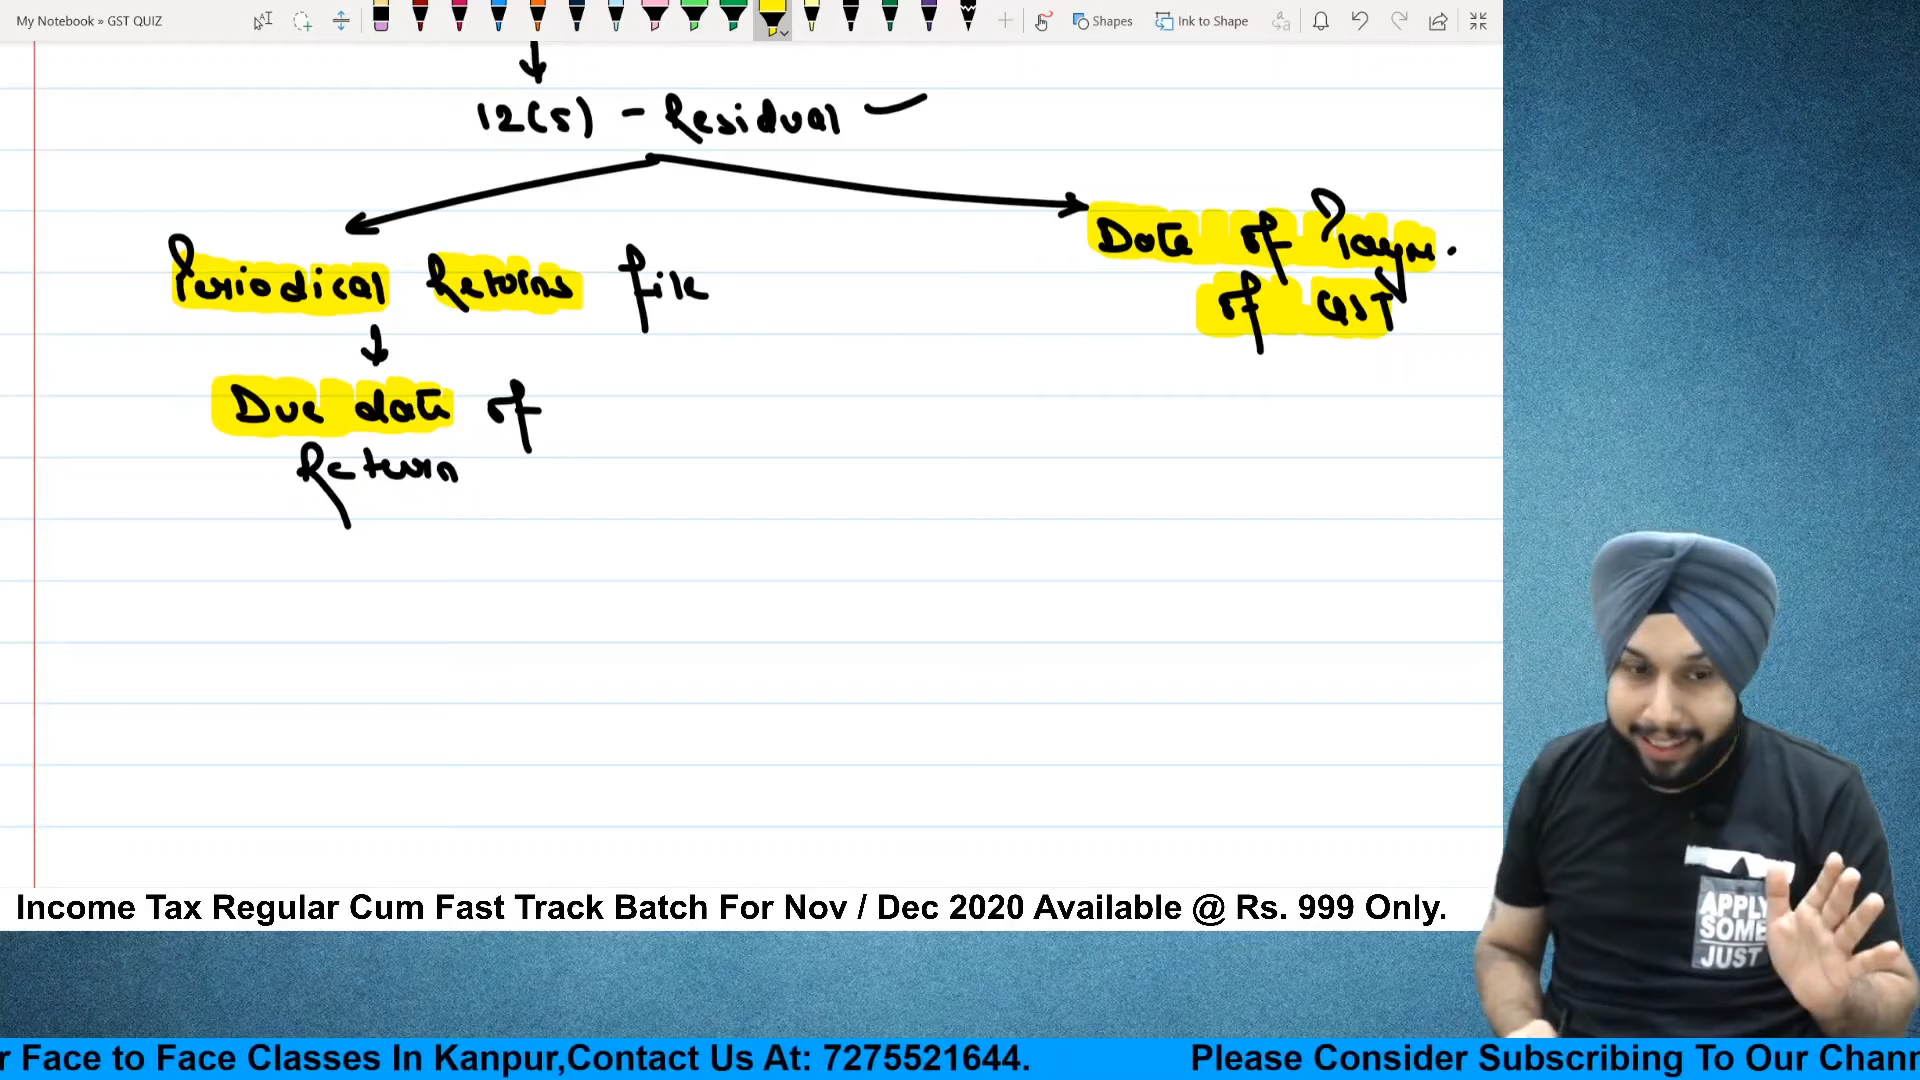 My Notebook » GST QUIZ
Shapes
Ink to Shape
12(5) - Residual
Periodical Returns file
Date of Paym.
of GST
Due date of
Return
APPLY
SOME
JUST
Income Tax Regular Cum Fast Track Batch For Nov / Dec 2020 Available @ Rs. 999 Only.
r Face to Face Classes In Kanpur,Contact Us At: 7275521644.
Please Consider Subscribing To Our Chann